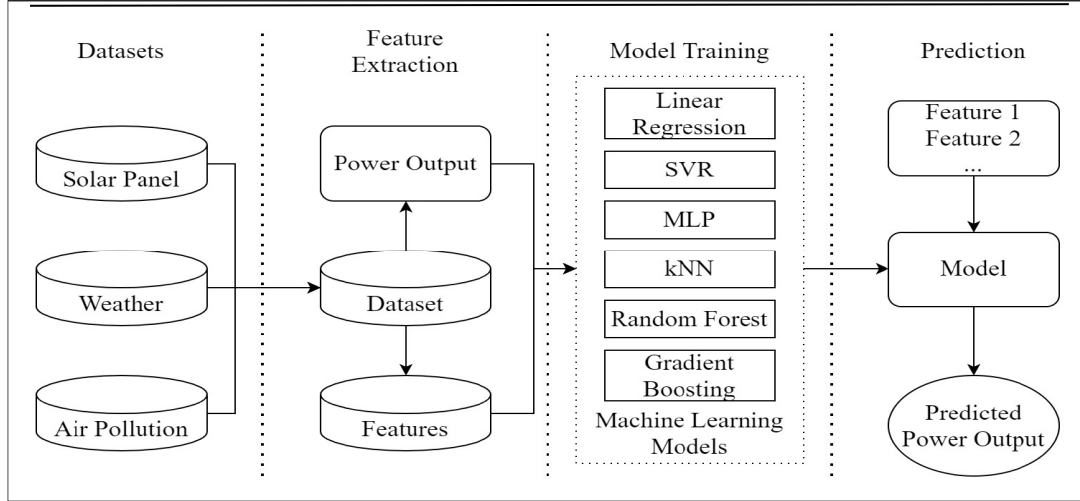 Datasets
Feature
Extraction
Model Training
Prediction
Solar Panel
Weather
Air Pollution
Power Output
Dataset
Features
Linear
Regression
SVR
MLP
kNN
Random Forest
Gradient
Boosting
Machine Learning
Models
Feature 1
Feature 2
...
Model
Predicted
Power Output